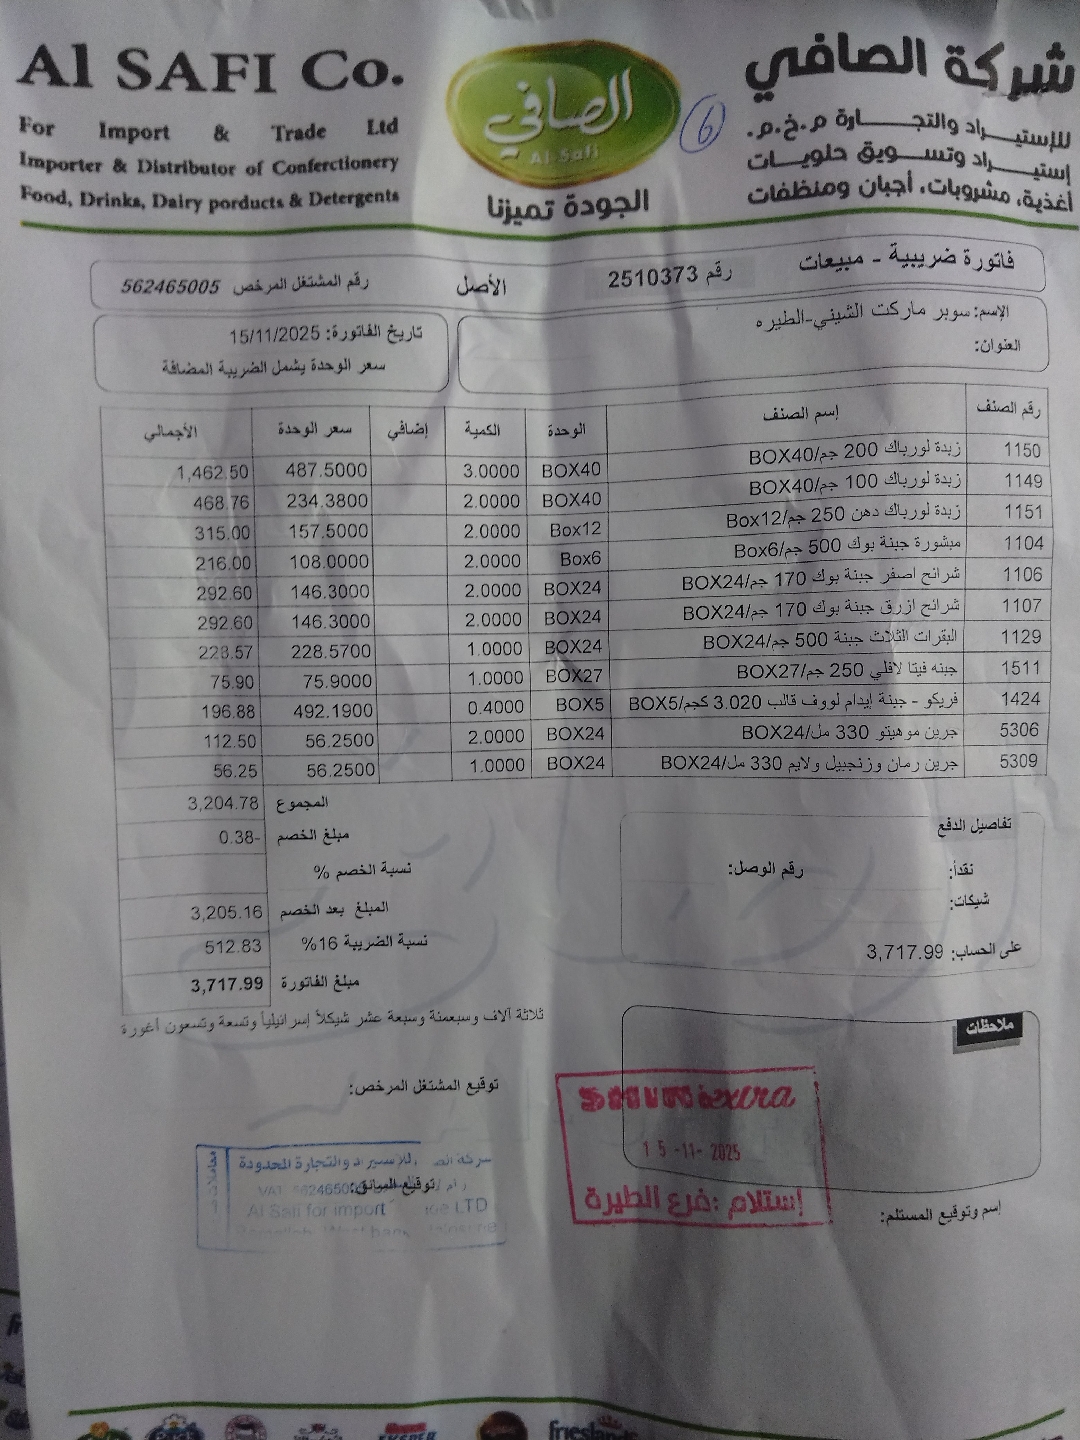 Al SAFI Co.
For Import & Trade Ltd
Importer & Distributor of Conferctionery
Food, Drinks, Dairy porducts & Detergents
الصافي
Al Safi
الجودة تميزنا
6
شركة الصافي
للإستيراد والتجارة م.خ.م.
إستيراد وتسويق حلويات
أغذية، مشروبات، أجبان ومنظفات
فاتورة ضريبية - مبيعات رقم 2510373 الأصل رقم المشتغل المرخص 562465005
الإسم: سوبر ماركت الشيني-الطيره
العنوان:
تاريخ الفاتورة: 15/11/2025
سعر الوحدة يشمل الضريبة المضافة
رقم الصنف إسم الصنف الوحدة الكمية إضافي سعر الوحدة الأجمالي
1150 زبدة لورباك 200 جم/BOX40 BOX40 3.0000 487.5000 1,462.50
1149 زبدة لورباك 100 جم/BOX40 BOX40 2.0000 234.3800 468.76
1151 زبدة لورباك دهن 250 جم/Box12 Box12 2.0000 157.5000 315.00
1104 مبشورة جبنة بوك 500 جم/Box6 Box6 2.0000 108.0000 216.00
1106 شرائح اصفر جبنة بوك 170 جم/BOX24 BOX24 2.0000 146.3000 292.60
1107 شرائح ازرق جبنة بوك 170 جم/BOX24 BOX24 2.0000 146.3000 292.60
1129 البقرات الثلاث جبنة 500 جم/BOX24 BOX24 1.0000 228.5700 228.57
1511 جبنه فيتا لافلي 250 جم/BOX27 BOX27 1.0000 75.9000 75.90
1424 فريكو - جبنة إيدام لووف قالب 3.020 كجم/BOX5 BOX5 0.4000 492.1900 196.88
5306 جرين موهيتو 330 مل/BOX24 BOX24 2.0000 56.2500 112.50
5309 جرين رمان وزنجبيل ولايم 330 مل/BOX24 BOX24 1.0000 56.2500 56.25
المجموع 3,204.78
مبلغ الخصم 0.38-
نسبة الخصم %
المبلغ بعد الخصم 3,205.16
نسبة الضريبة 16% 512.83
مبلغ الفاتورة 3,717.99
ثلاثة آلاف وسبعمئة وسبعة عشر شيكلاً إسرائيلياً وتسعة وتسعون أغورة
تفاصيل الدفع
نقداً: رقم الوصل:
شيكات:
على الحساب: 3,717.99
ملاحظات
توقيع المشتغل المرخص:
extra
15-11-2025
إستلام :فرع الطيرة
للإستيراد والتجارة المحدودة
معاملات
VAT
توقيع السائق:
Al Safi for import LTD
إسم وتوقيع المستلم: